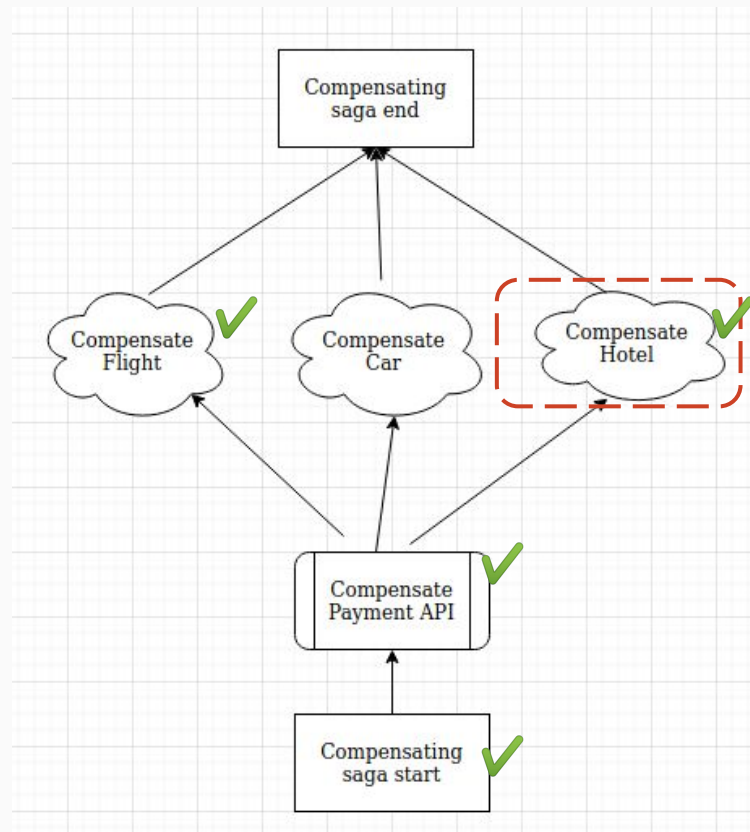 Compensating
saga end
Compensate
Flight
Compensate
Car
Compensate
Hotel
Compensate
Payment API
Compensating
saga start